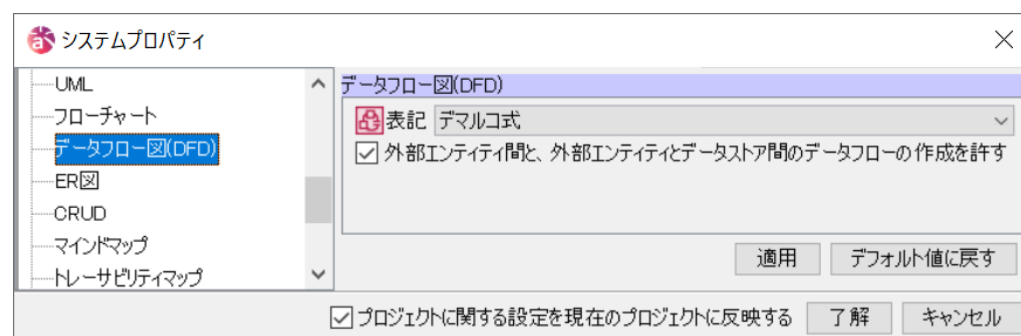 システムプロパティ
UML
フローチャート
データフロー図(DFD)
ER図
CRUD
マインドマップ
トレーサビリティマップ
データフロー図(DFD)
表記 デマルコ式
外部エンティティ間と、外部エンティティとデータストア間のデータフローの作成を許す
適用 デフォルト値に戻す
プロジェクトに関する設定を現在のプロジェクトに反映する 了解 キャンセル